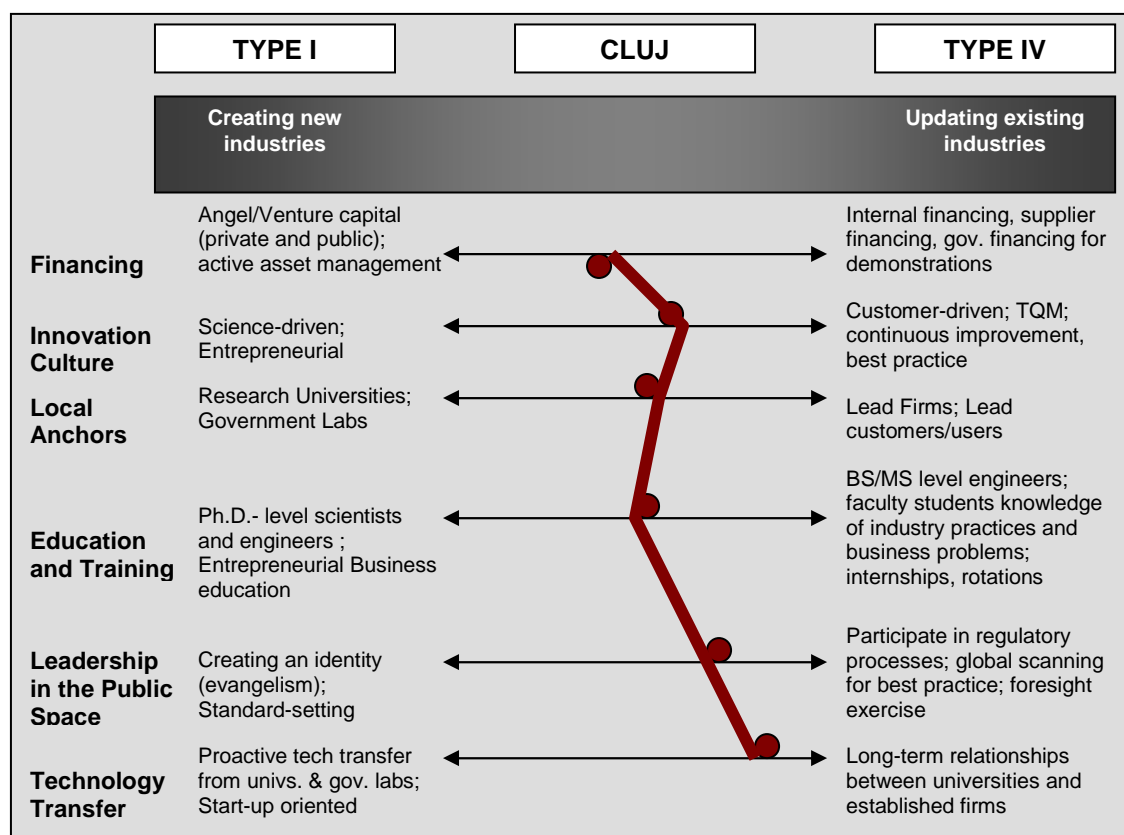 TYPE I
CLUJ
TYPE IV
Creating new
industries
Updating existing
industries
Financing
Angel/Venture capital
(private and public);
active asset management
Internal financing, supplier
financing, gov. financing for
demonstrations
Innovation
Culture
Science-driven;
Entrepreneurial
Customer-driven; TQM;
continuous improvement,
best practice
Local
Anchors
Research Universities;
Government Labs
Lead Firms; Lead
customers/users
Education
and Training
Ph.D.- level scientists
and engineers ;
Entrepreneurial Business
education
BS/MS level engineers;
faculty students knowledge
of industry practices and
business problems;
internships, rotations
Leadership
in the Public
Space
Creating an identity
(evangelism);
Standard-setting
Participate in regulatory
processes; global scanning
for best practice; foresight
exercise
Technology
Transfer
Proactive tech transfer
from univs. & gov. labs;
Start-up oriented
Long-term relationships
between universities and
established firms